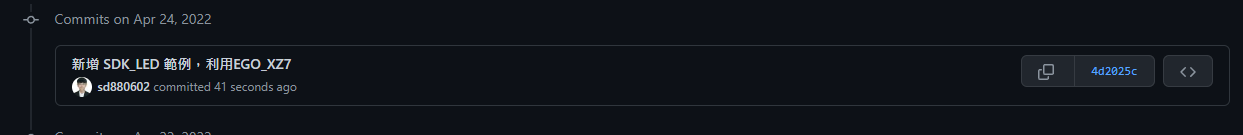 Commits on Apr 24, 2022
新增 SDK_LED 範例，利用EGO_XZ7
sd880602 committed 41 seconds ago
4d2025c